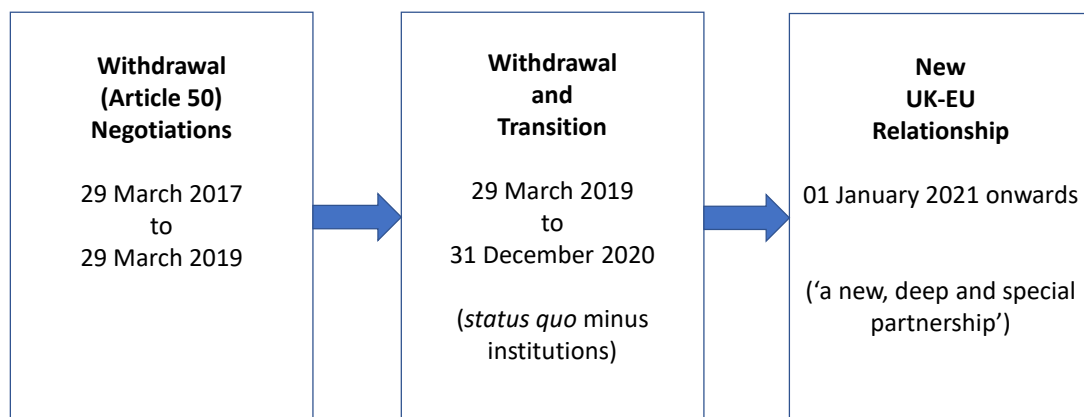 Withdrawal
(Article 50)
Negotiations
29 March 2017
to
29 March 2019
Withdrawal
and
Transition
29 March 2019
to
31 December 2020
(status quo minus
institutions)
New
UK-EU
Relationship
01 January 2021 onwards
(‘a new, deep and special
partnership’)